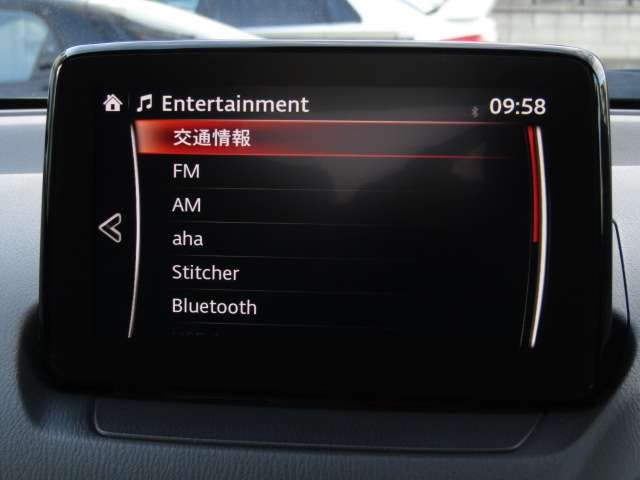 Entertainment 09:58
交通情報
FM
AM
aha
Stitcher
Bluetooth